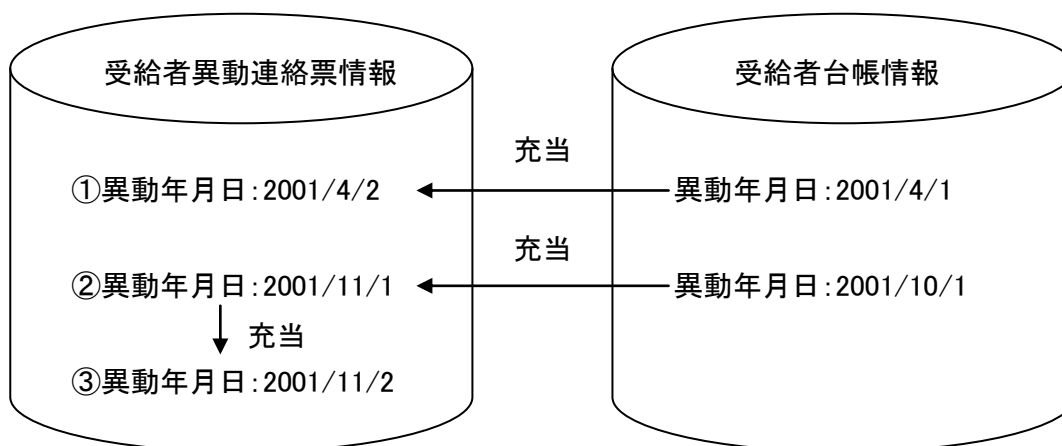 受給者異動連絡票情報
受給者台帳情報
充当
①異動年月日：2001/4/2
異動年月日：2001/4/1
充当
②異動年月日：2001/11/1
異動年月日：2001/10/1
充当
③異動年月日：2001/11/2